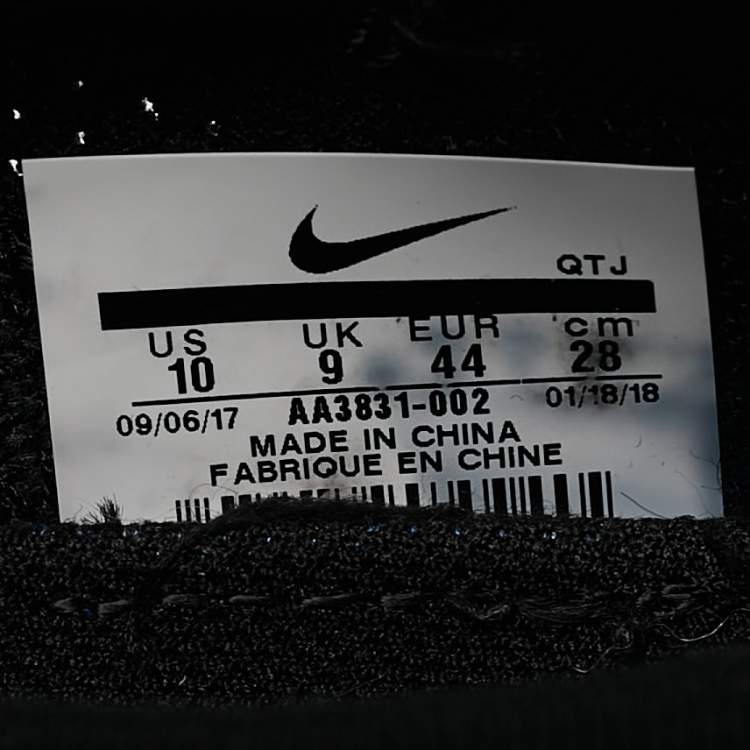 QTJ
US UK EUR cm
10 9 44 28
09/06/17 AA3831-002 01/18/18
MADE IN CHINA
FABRIQUE EN CHINE